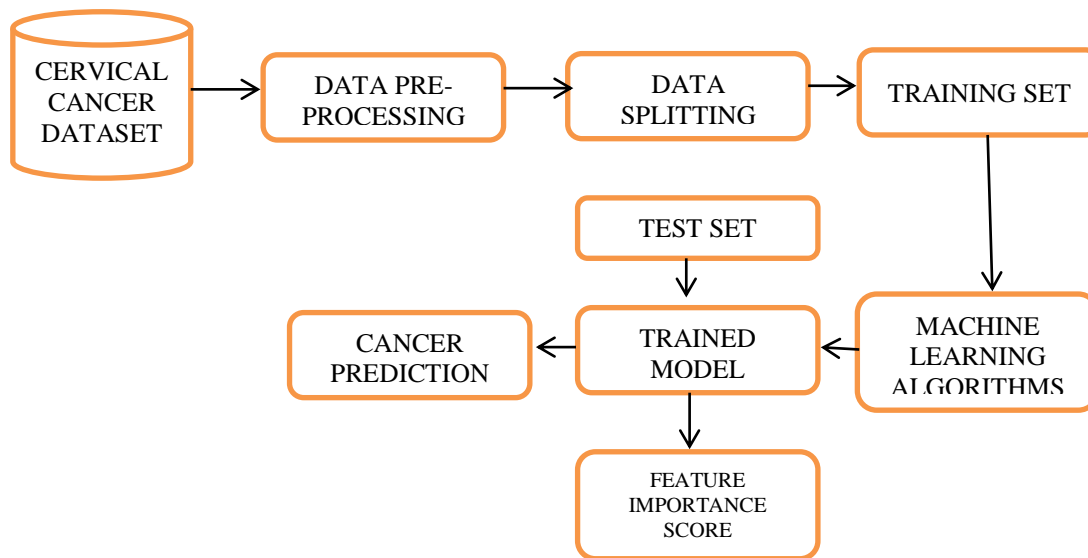 CERVICAL
CANCER
DATASET
DATA PRE-
PROCESSING
DATA
SPLITTING
TRAINING SET
TEST SET
CANCER
PREDICTION
TRAINED
MODEL
MACHINE
LEARNING
ALGORITHMS
FEATURE
IMPORTANCE
SCORE